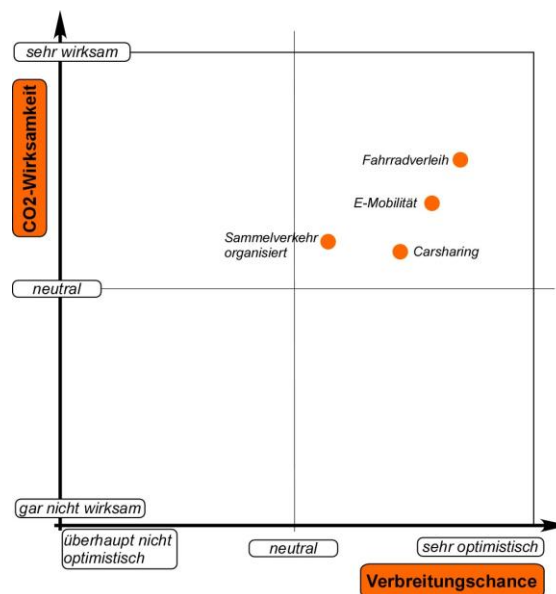 sehr wirksam
CO2-Wirksamkeit
Fahrradverleih
E-Mobilität
Sammelverkehr
organisiert
Carsharing
neutral
gar nicht wirksam
überhaupt nicht
optimistisch
neutral
sehr optimistisch
Verbreitungschance